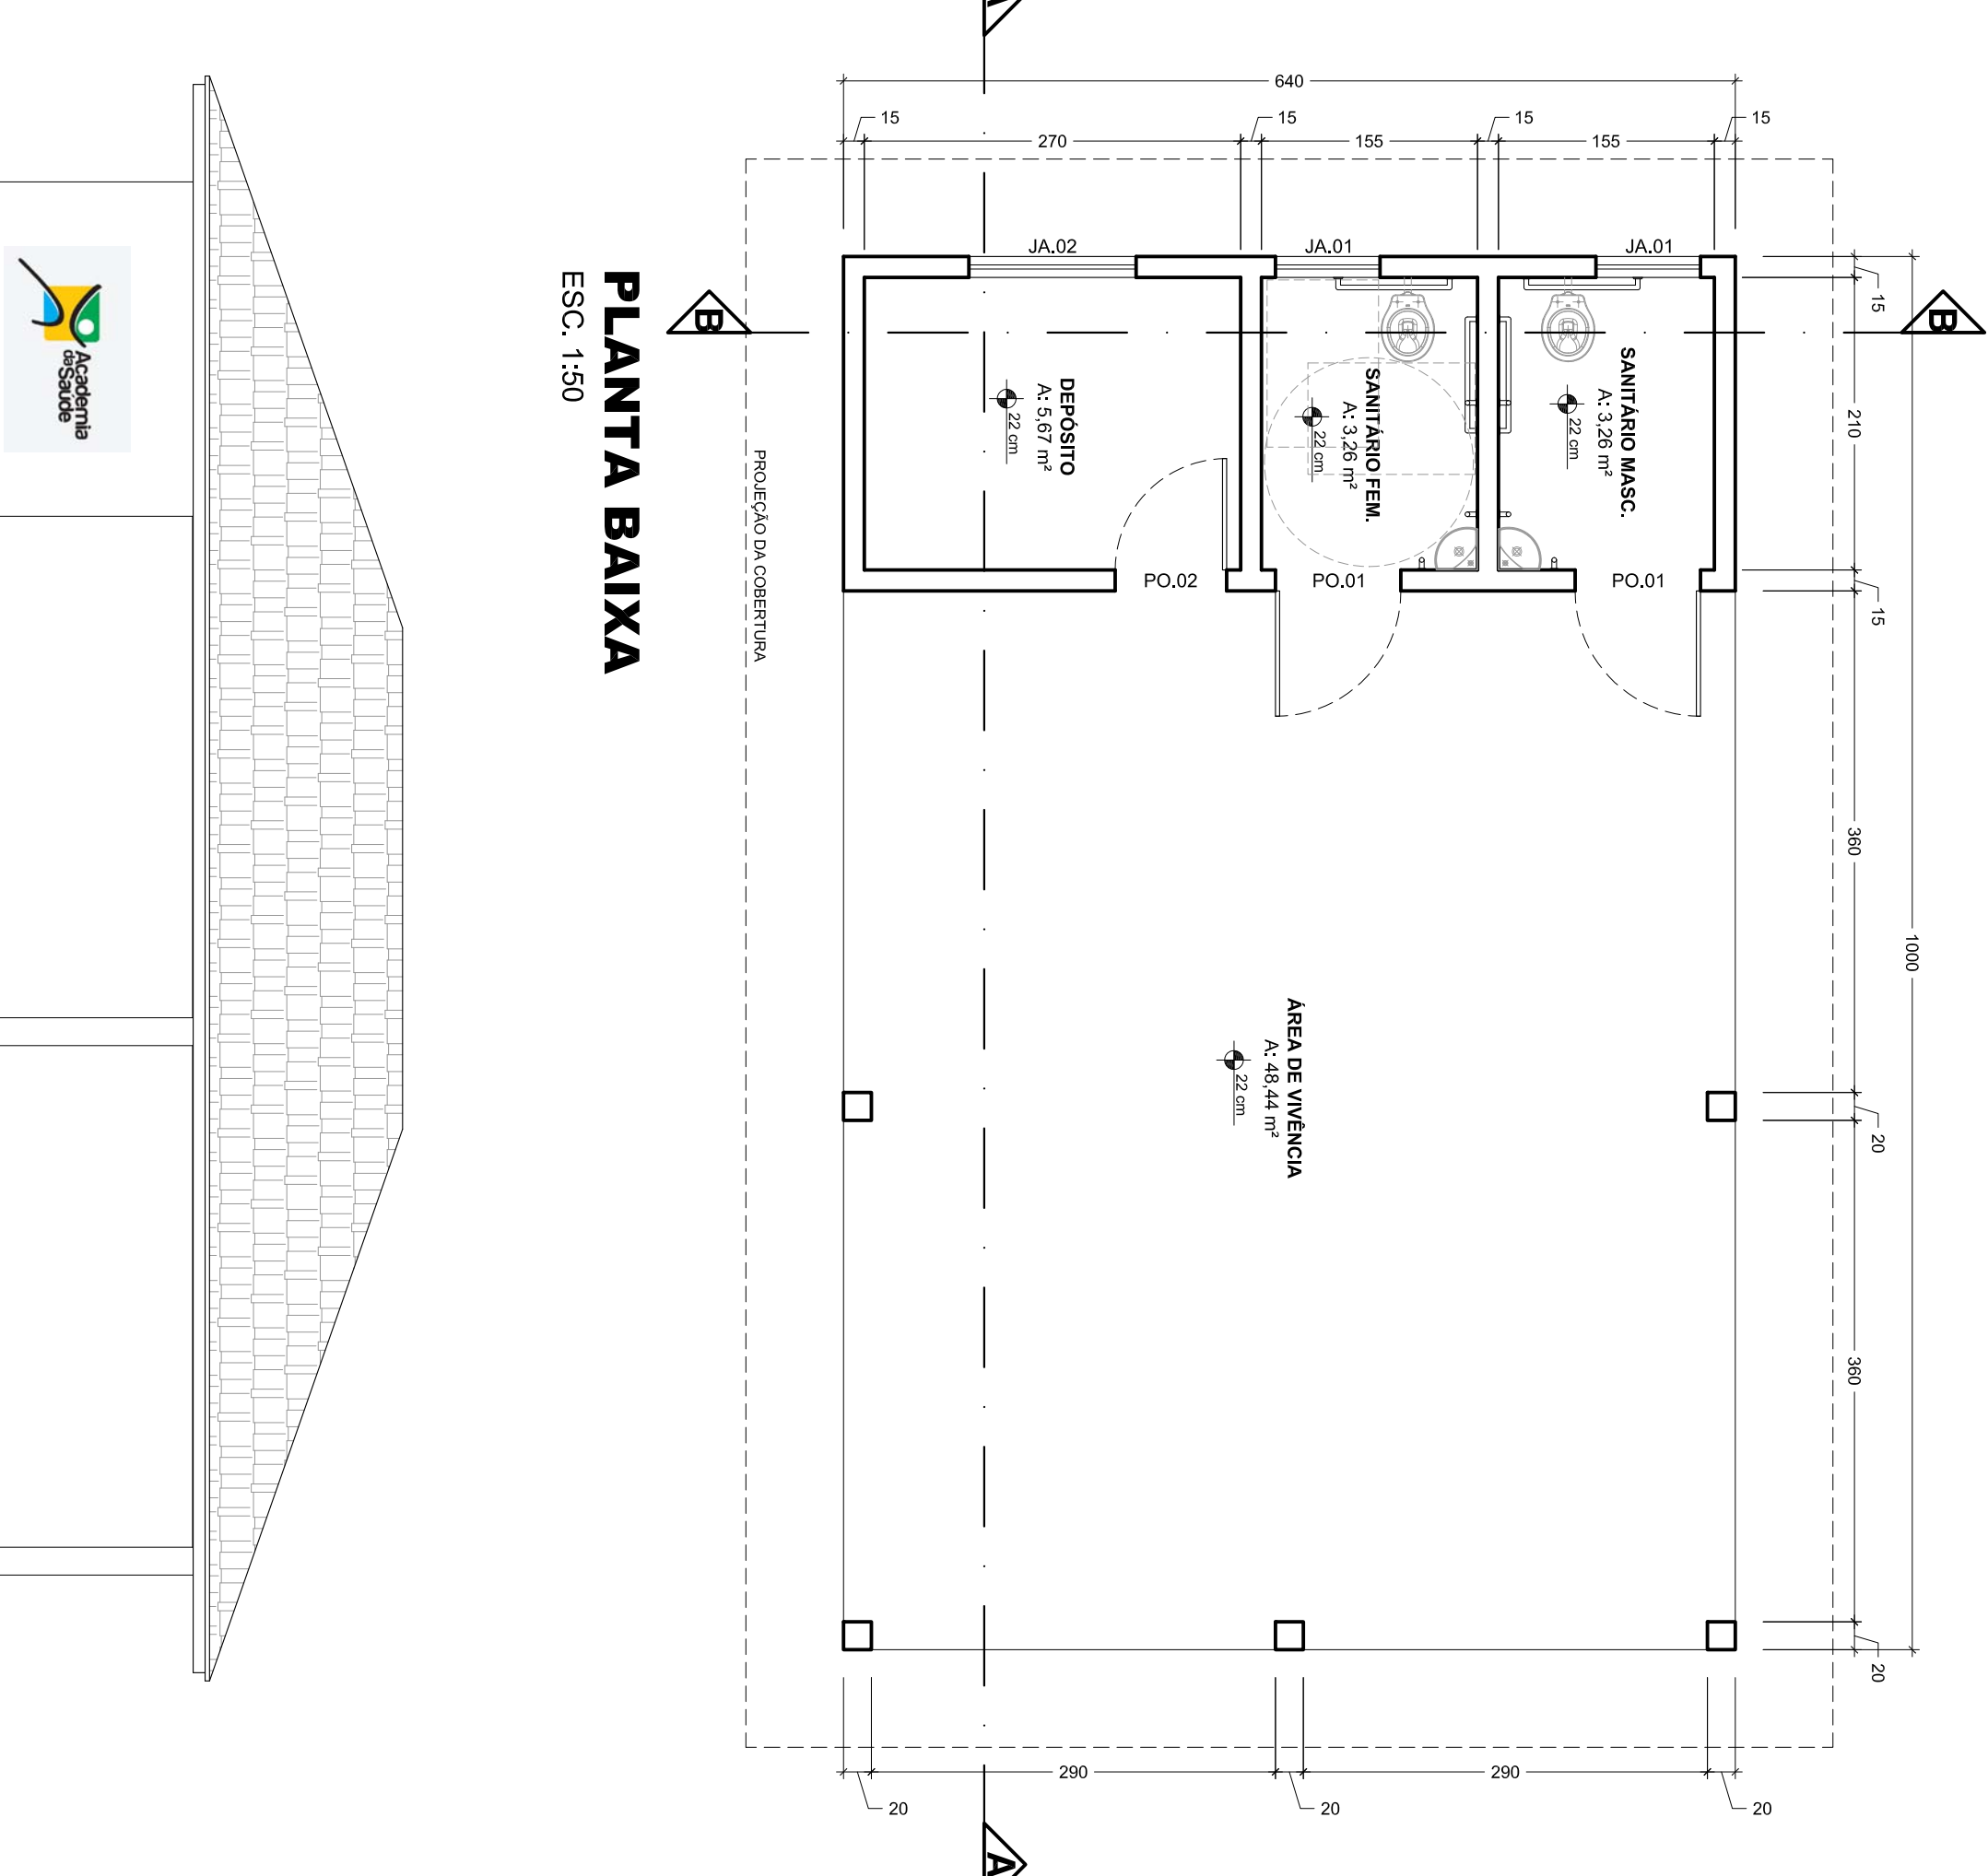 640
15
270
15
155
15
155
15
JA.02
JA.01
JA.01
B
B
15
210
15
360
1000
20
360
20
SANITÁRIO MASC.
A: 3,26 m²
22 cm
SANITÁRIO FEM.
A: 3,26 m²
22 cm
DEPÓSITO
A: 5,67 m²
22 cm
PO.02
PO.01
PO.01
ÁREA DE VIVÊNCIA
A: 48,44 m²
22 cm
PROJEÇÃO DA COBERTURA
290
290
20
20
20
A
PLANTA BAIXA
ESC. 1:50
Academia
da Saúde